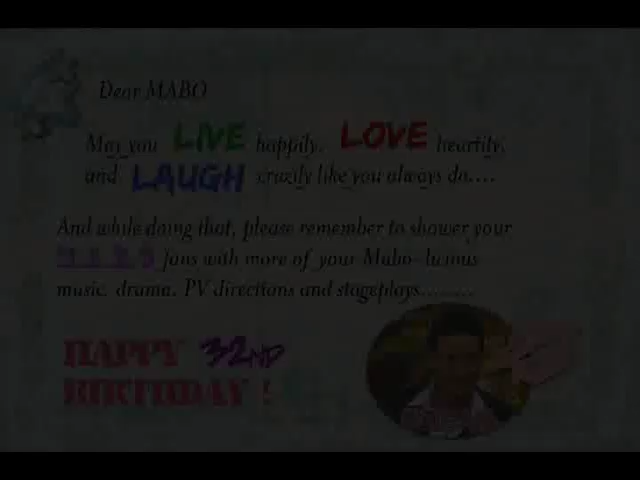 Dear MABO
May you LIVE happily, LOVE heartily,
and LAUGH crazily like you always do....
And while doing that, please remember to shower your
fans with more of your Mabo-licious
music, drama, PV directions and stageplays.........
HAPPY 32ND
BIRTHDAY !